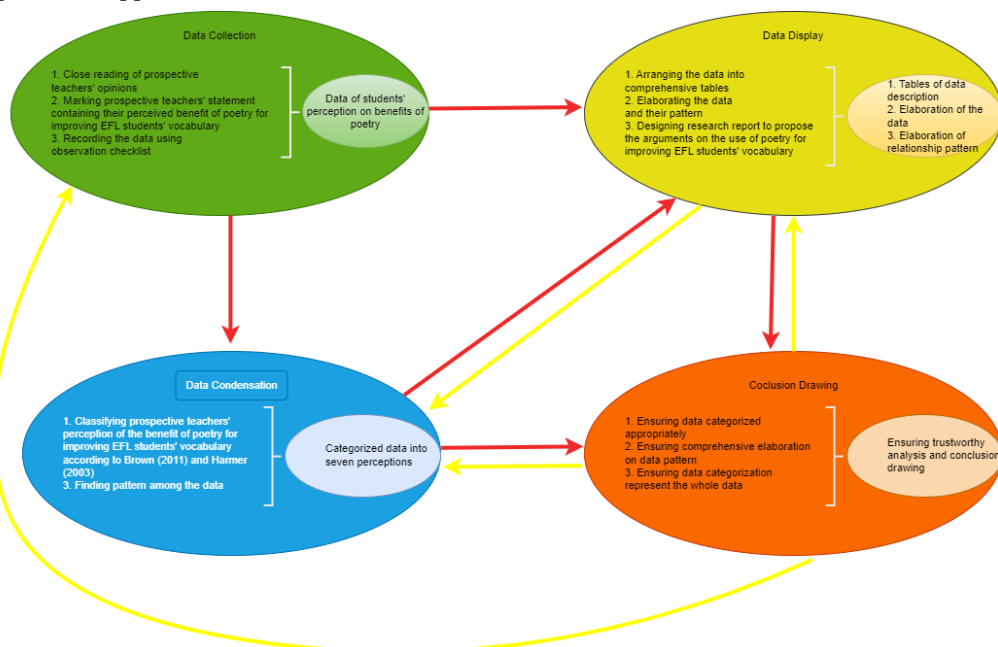 Data Collection
1. Close reading of prospective
teachers' opinions
2. Marking prospective teachers' statement
containing their perceived benefit of poetry for
improving EFL students' vocabulary
3. Recording the data using
observation checklist
Data of students'
perception on benefits of
poetry
Data Display
1. Arranging the data into
comprehensive tables
2. Elaborating the data
and their pattern
3. Designing research report to propose
the arguments on the use of poetry for
improving EFL students' vocabulary
1. Tables of data
description
2. Elaboration of the
data
3. Elaboration of
relationship pattern
Data Condensation
1. Classifying prospective teachers'
perception of the benefit of poetry for
improving EFL students' vocabulary
according to Brown (2011) and Harmer
(2003)
3. Finding pattern among the data
Categorized data into
seven perceptions
Coclusion Drawing
1. Ensuring data categorized
appropriately
2. Ensuring comprehensive elaboration
on data pattern
3. Ensuring data categorization
represent the whole data
Ensuring trustworthy
analysis and conclusion
drawing